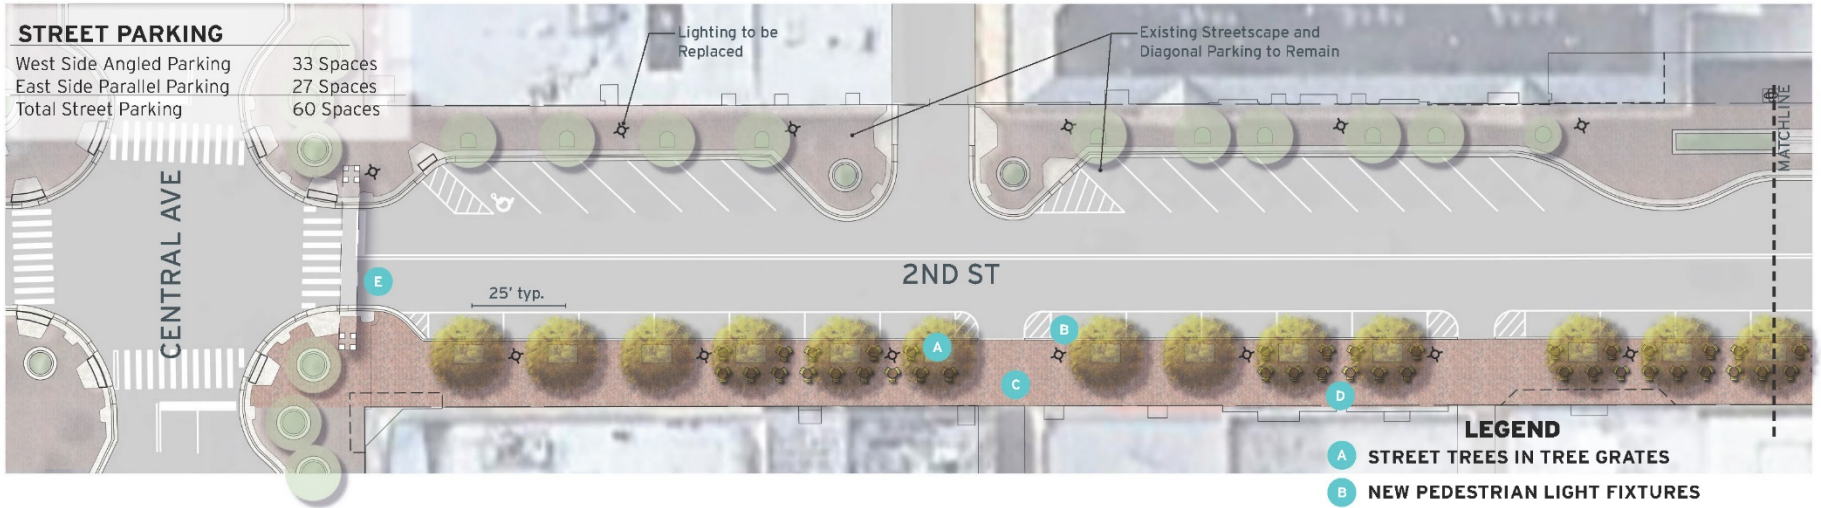 STREET PARKING
West Side Angled Parking 33 Spaces
East Side Parallel Parking 27 Spaces
Total Street Parking 60 Spaces
Lighting to be
Replaced
Existing Streetscape and
Diagonal Parking to Remain
MATCHLINE
CENTRAL AVE
E
2ND ST
25' typ.
B
A
C
D
LEGEND
A STREET TREES IN TREE GRATES
B NEW PEDESTRIAN LIGHT FIXTURES